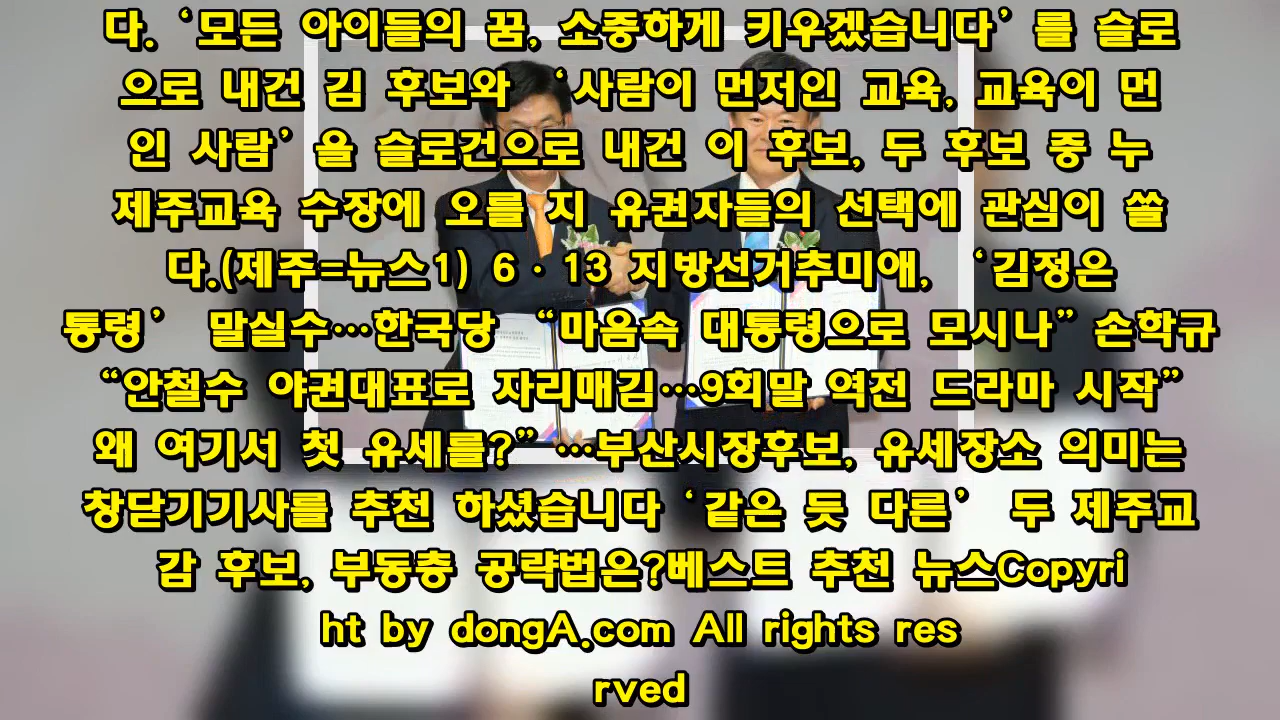 다. ‘모든 아이들의 꿈, 소중하게 키우겠습니다’ 를 슬로
으로 내건 김 후보와 ‘사람이 먼저인 교육, 교육이 먼
인 사람’ 을 슬로건으로 내건 이 후보, 두 후보 중 누
제주교육 수장에 오를 지 유권자들의 선택에 관심이 쏠
다.(제주=뉴스1) 6·13 지방선거추미애, ‘김정은
통령’ 말실수…한국당 “마음속 대통령으로 모시나” 손학규
“안철수 야권대표로 자리매김…9회말 역전 드라마 시작”
왜 여기서 첫 유세를?” …부산시장후보, 유세장소 의미는
창닫기기사를 추천 하셨습니다 ‘같은 듯 다른’ 두 제주교
감 후보, 부동층 공략법은?베스트 추천 뉴스Copyri
ht by dongA.com All rights res
rved